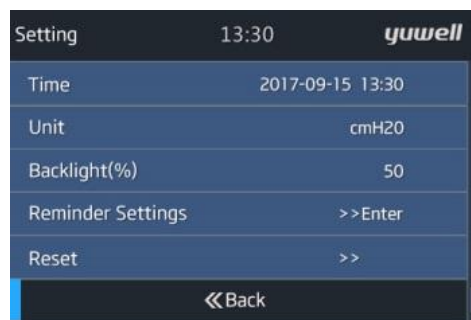 Setting 13:30 yuwell
Time 2017-09-15 13:30
Unit cmH20
Backlight(%) 50
Reminder Settings >>Enter
Reset >>
≪Back